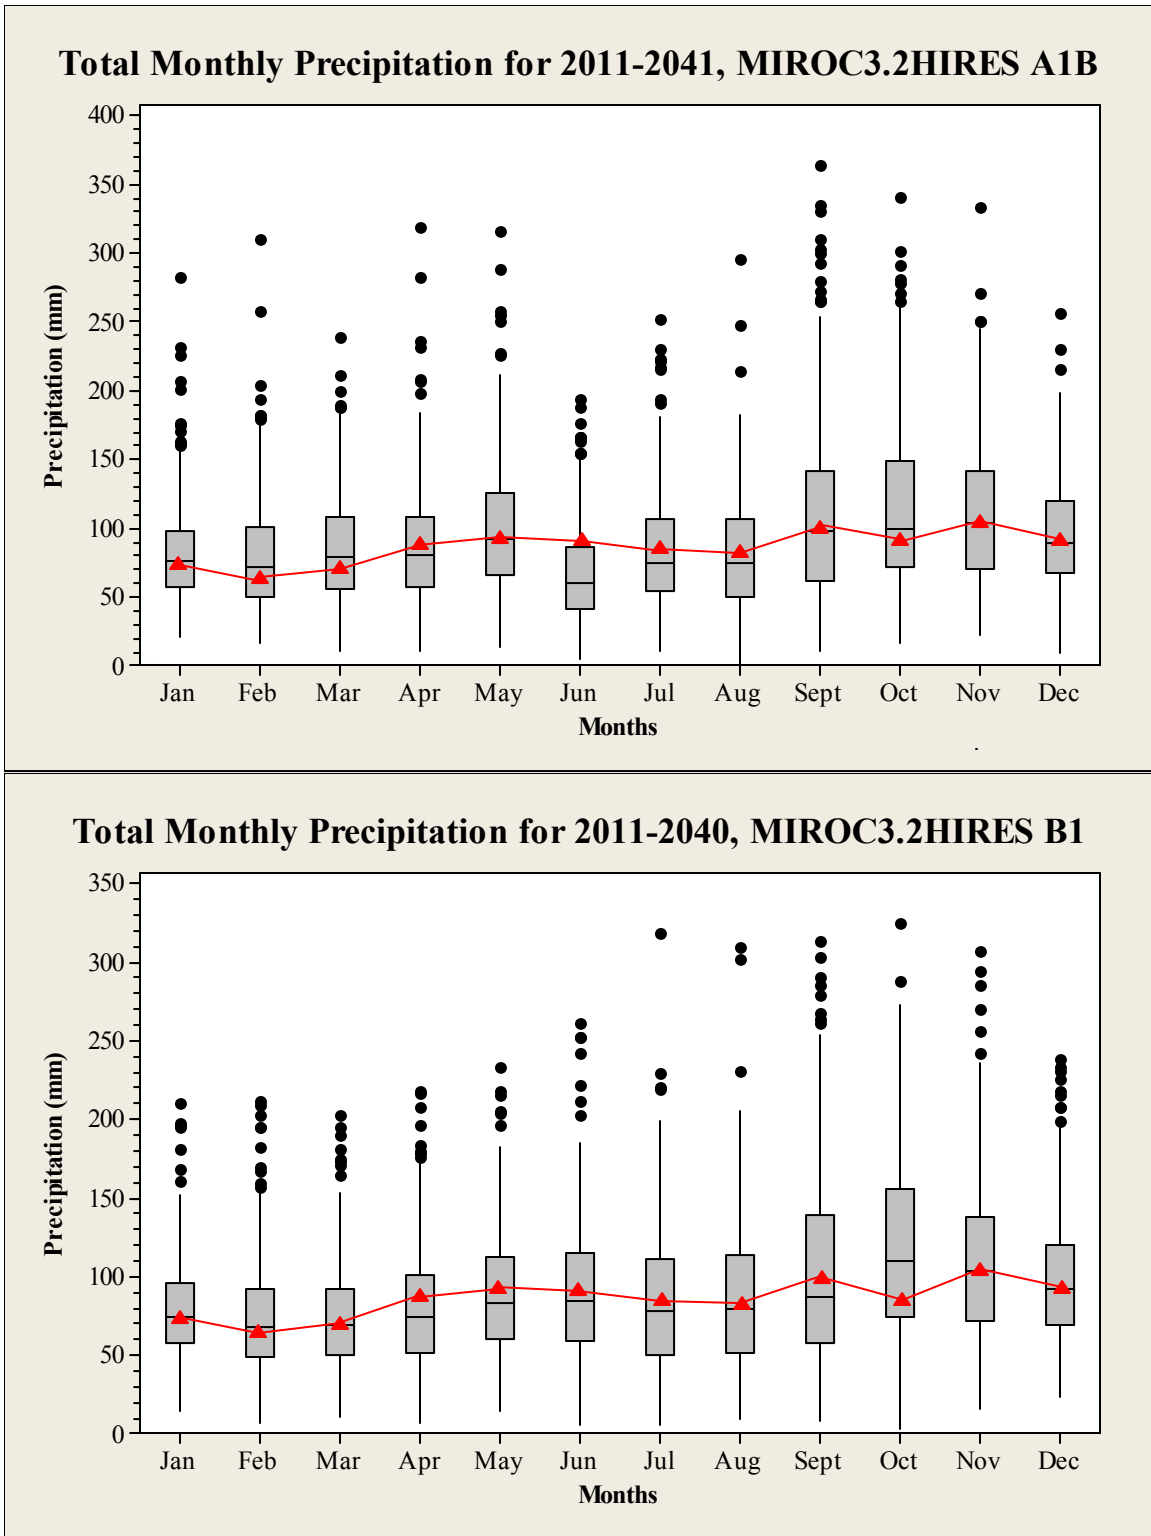 Total Monthly Precipitation for 2011-2041, MIROC3.2HIRES A1B
400
350
300
250
200
150
100
50
0
Precipitation (mm)
Jan Feb Mar Apr May Jun Jul Aug Sept Oct Nov Dec
Months
Total Monthly Precipitation for 2011-2040, MIROC3.2HIRES B1
350
300
250
200
150
100
50
0
Precipitation (mm)
Jan Feb Mar Apr May Jun Jul Aug Sept Oct Nov Dec
Months